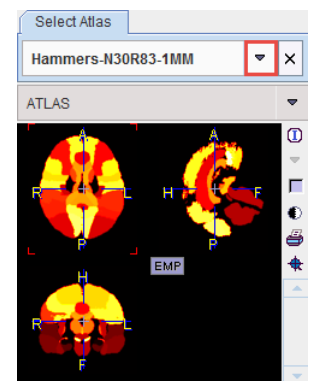 Select Atlas
Hammers-N30R83-1MM
ATLAS
A A
R L H F
P P
EMP
H
R L
F